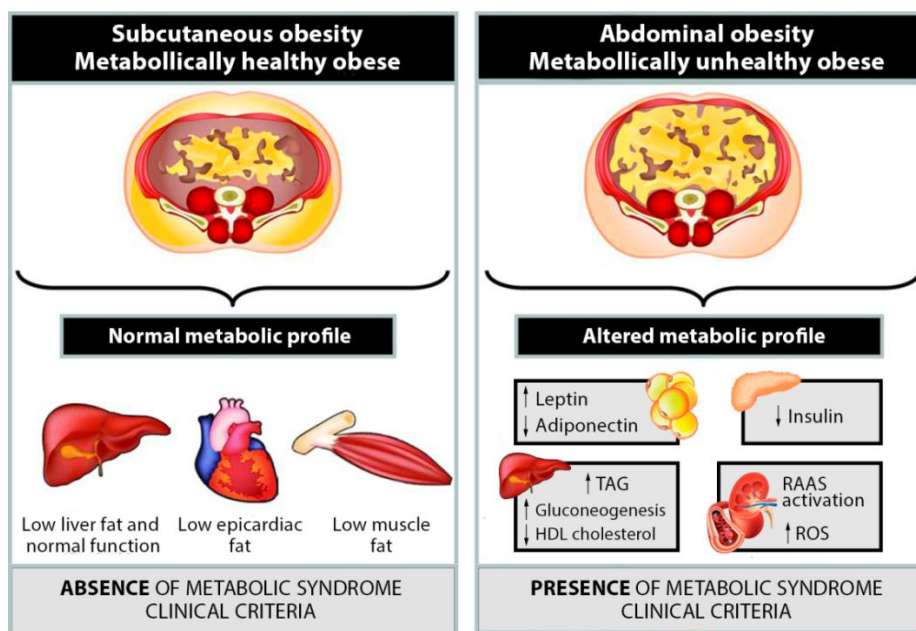 Subcutaneous obesity
Metabollically healthy obese
Normal metabolic profile
Low liver fat and
normal function
Low epicardiac
fat
Low muscle
fat
ABSENCE OF METABOLIC SYNDROME
CLINICAL CRITERIA
Abdominal obesity
Metabollically unhealthy obese
Altered metabolic profile
↑ Leptin
↓ Adiponectin
↓ Insulin
↑ TAG
↑ Gluconeogenesis
↓ HDL cholesterol
RAAS
activation
↑ ROS
PRESENCE OF METABOLIC SYNDROME
CLINICAL CRITERIA